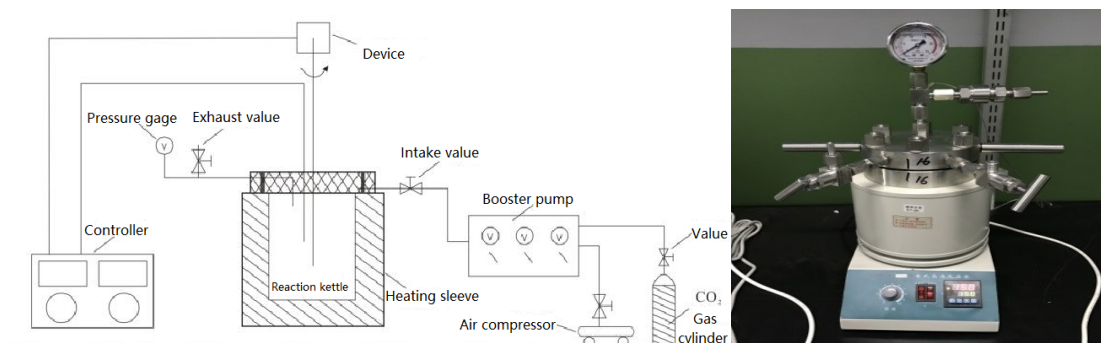 Device
Pressure gage
Exhaust value
Intake value
Booster pump
Controller
Value
Reaction kettle
Heating sleeve
CO₂
Gas
cylinder
Air compressor
V
V
V
V
16
16